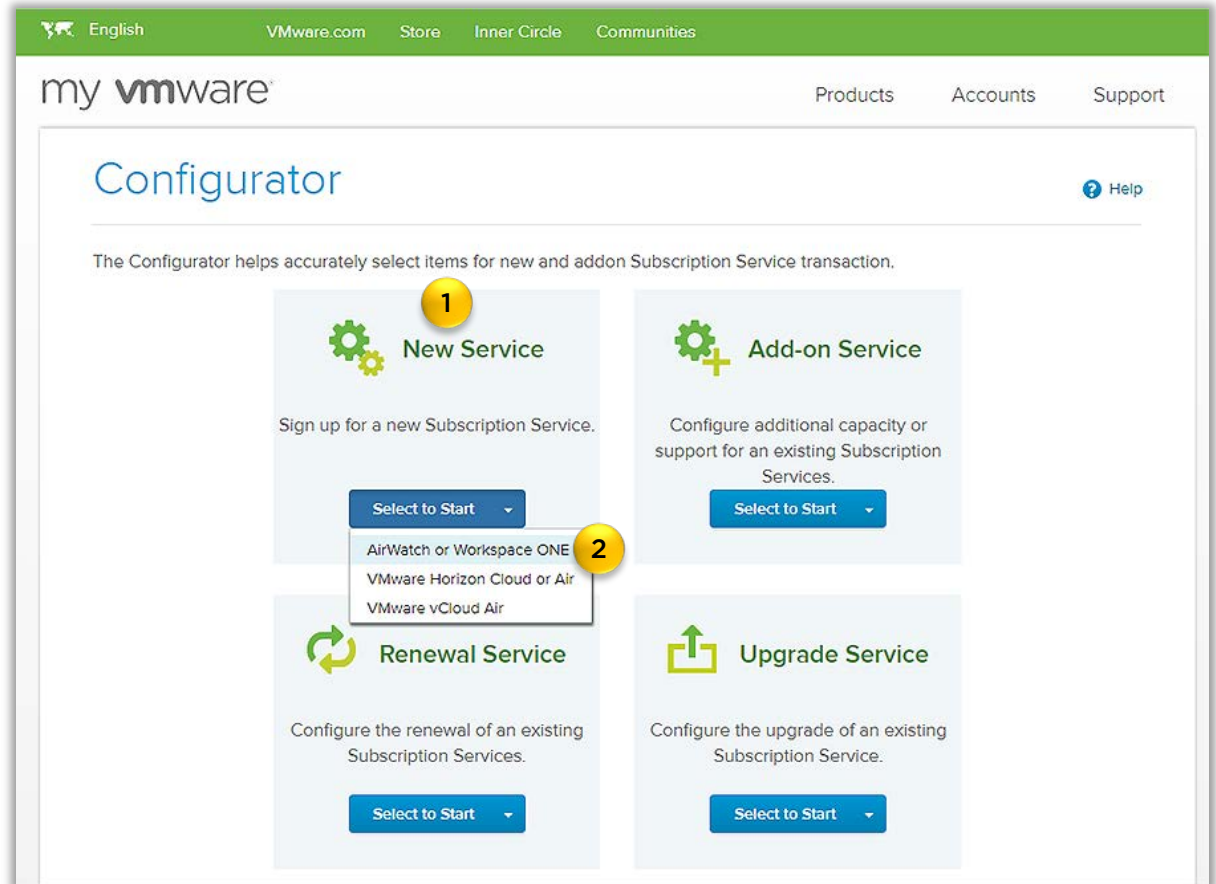 English VMware.com Store Inner Circle Communities
my vmware Products Accounts Support
Configurator
? Help
The Configurator helps accurately select items for new and addon Subscription Service transaction.
1
New Service
Sign up for a new Subscription Service.
Select to Start
AirWatch or Workspace ONE 2
VMware Horizon Cloud or Air
VMware vCloud Air
Add-on Service
Configure additional capacity or
support for an existing Subscription
Services.
Select to Start
Renewal Service
Configure the renewal of an existing
Subscription Services.
Select to Start
Upgrade Service
Configure the upgrade of an existing
Subscription Service.
Select to Start